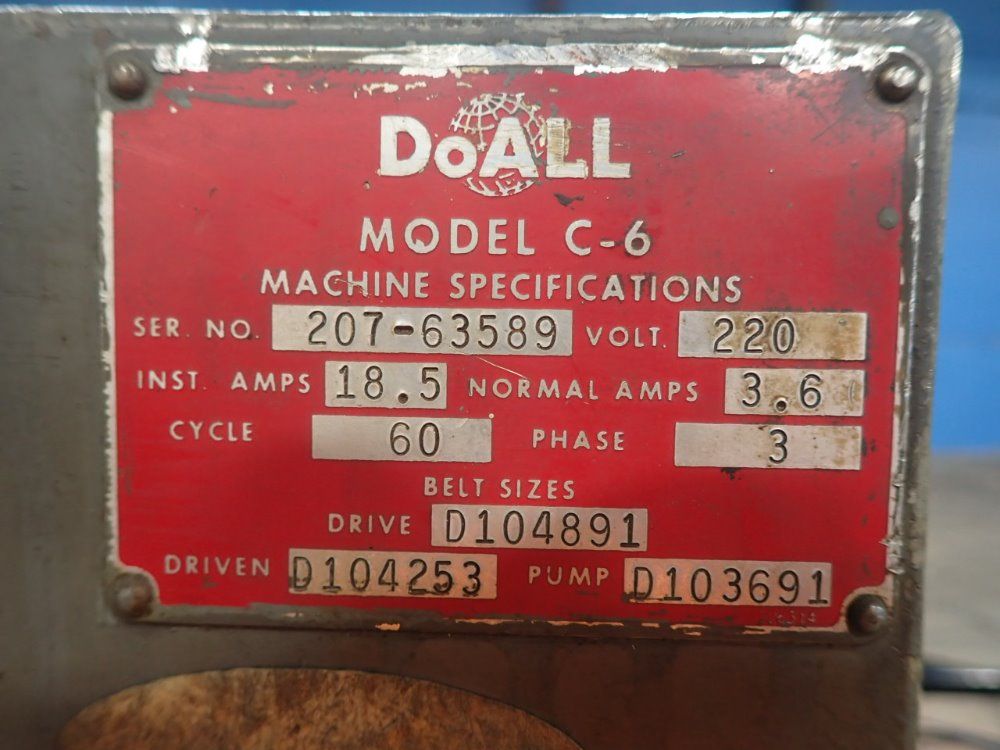 DoALL
MODEL C-6
MACHINE SPECIFICATIONS
SER. NO. 207-63589 VOLT. 220
INST. AMPS 18.5 NORMAL AMPS 3.6
CYCLE 60 PHASE 3
BELT SIZES
DRIVE D104891
DRIVEN D104253 PUMP D103691